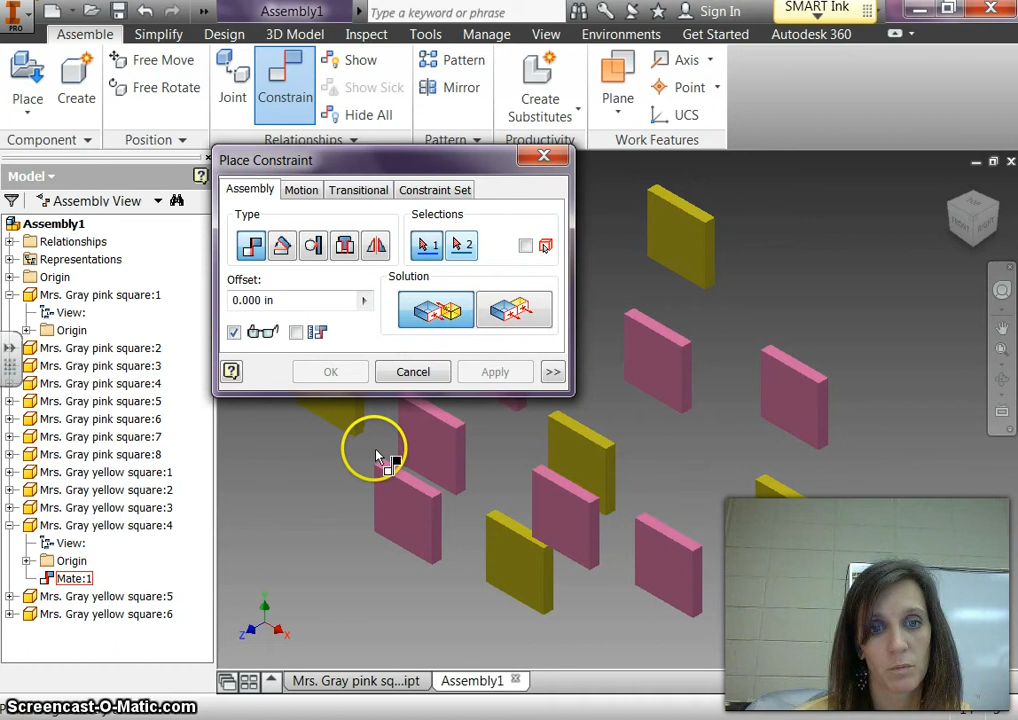 Assembly1
Type a keyword or phrase
Sign In
SMART Ink
PRO
Assemble
Simplify
Design
3D Model
Inspect
Tools
Manage
View
Environments
Get Started
Autodesk 360
Place
Create
Free Move
Free Rotate
Joint
Constrain
Show
Show Sick
Hide All
Pattern
Mirror
Create
Substitutes
Plane
Axis
Point
UCS
Component
Position
Relationships
Pattern
Productivity
Work Features
Model
Assembly View
Assembly1
Relationships
Representations
Origin
Mrs. Gray pink square:1
View:
Origin
Mrs. Gray pink square:2
Mrs. Gray pink square:3
Mrs. Gray pink square:4
Mrs. Gray pink square:5
Mrs. Gray pink square:6
Mrs. Gray pink square:7
Mrs. Gray pink square:8
Mrs. Gray yellow square:1
Mrs. Gray yellow square:2
Mrs. Gray yellow square:3
Mrs. Gray yellow square:4
View:
Origin
Mate:1
Mrs. Gray yellow square:5
Mrs. Gray yellow square:6
Place Constraint
Assembly
Motion
Transitional
Constraint Set
Type
Selections
1
2
Offset:
0.000 in
Solution
OK
Cancel
Apply
>>
FRONT
RIGHT
Y
Z
X
Mrs. Gray pink sq...ipt
Assembly1
Screencast-O-Matic.com